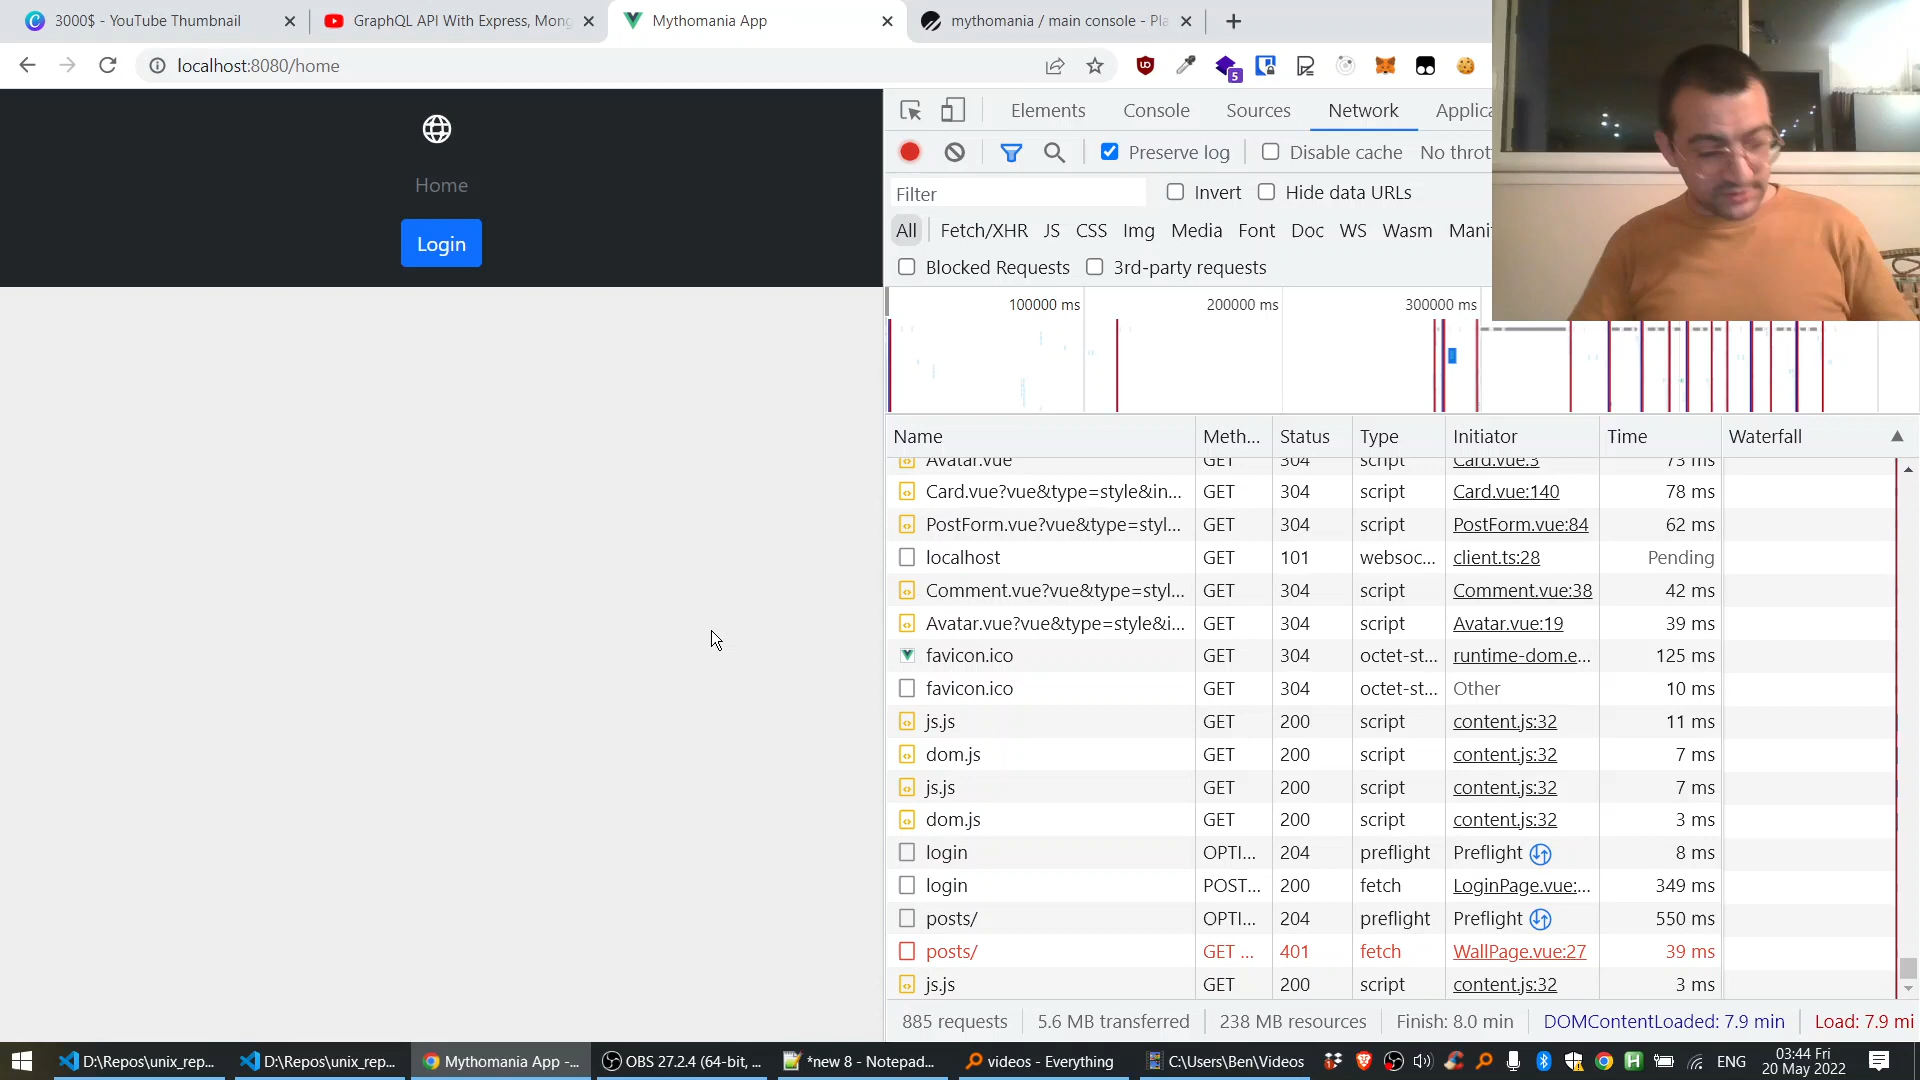 3000$ - YouTube Thumbnail
GraphQL API With Express, Mong
Mythomania App
mythomania / main console - Pla
localhost:8080/home
5
Home
Login
Elements
Console
Sources
Network
Applica
Preserve log
Disable cache
No thrott
Filter
Invert
Hide data URLs
All
Fetch/XHR
JS
CSS
Img
Media
Font
Doc
WS
Wasm
Mani
Blocked Requests
3rd-party requests
100000 ms
200000 ms
300000 ms
Name Meth... Status Type Initiator Time Waterfall
Avatar.vue GET 304 script Card.vue:3 73 ms
Card.vue?vue&type=style&in... GET 304 script Card.vue:140 78 ms
PostForm.vue?vue&type=styl... GET 304 script PostForm.vue:84 62 ms
localhost GET 101 websoc... client.ts:28 Pending
Comment.vue?vue&type=styl... GET 304 script Comment.vue:38 42 ms
Avatar.vue?vue&type=style&i... GET 304 script Avatar.vue:19 39 ms
favicon.ico GET 304 octet-st... runtime-dom.e... 125 ms
favicon.ico GET 304 octet-st... Other 10 ms
js.js GET 200 script content.js:32 11 ms
dom.js GET 200 script content.js:32 7 ms
js.js GET 200 script content.js:32 7 ms
dom.js GET 200 script content.js:32 3 ms
login OPTI... 204 preflight Preflight 8 ms
login POST... 200 fetch LoginPage.vue:... 349 ms
posts/ OPTI... 204 preflight Preflight 550 ms
posts/ GET ... 401 fetch WallPage.vue:27 39 ms
js.js GET 200 script content.js:32 3 ms
885 requests
5.6 MB transferred
238 MB resources
Finish: 8.0 min
DOMContentLoaded: 7.9 min
Load: 7.9 mi
D:\Repos\unix_rep...
D:\Repos\unix_rep...
Mythomania App -...
OBS 27.2.4 (64-bit, ...
*new 8 - Notepad...
videos - Everything
C:\Users\Ben\Videos
ENG
03:44 Fri
20 May 2022